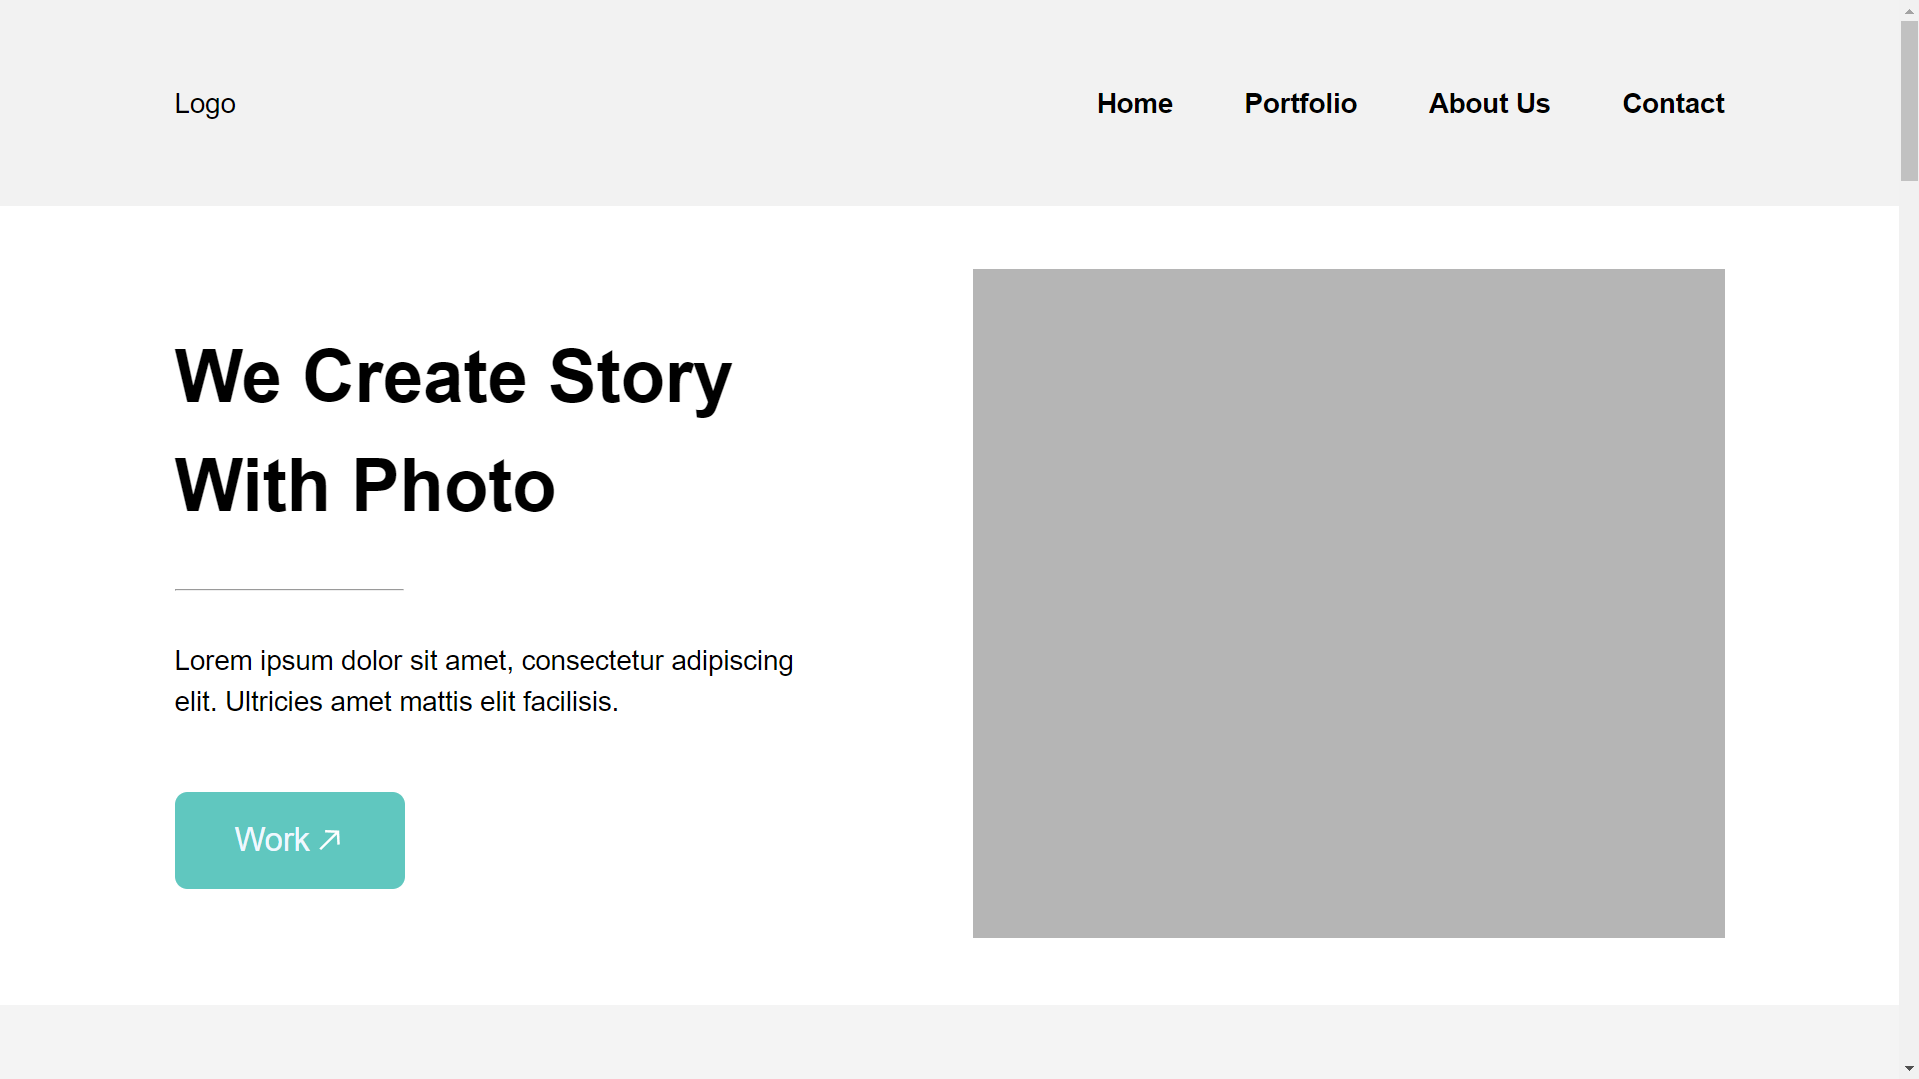 Logo
Home Portfolio About Us Contact
We Create Story
With Photo
Lorem ipsum dolor sit amet, consectetur adipiscing
elit. Ultricies amet mattis elit facilisis.
Work